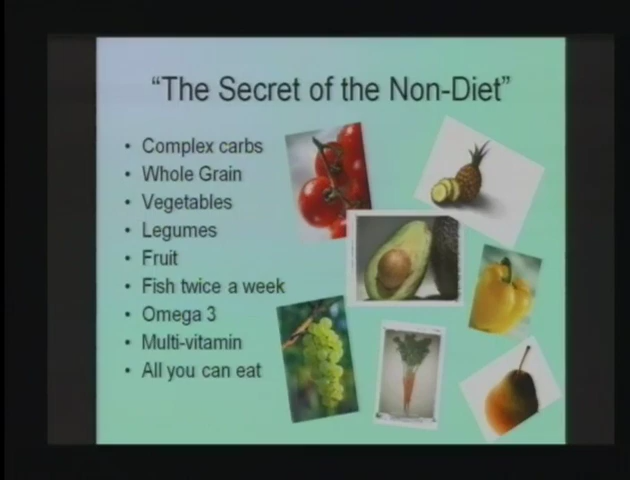 “The Secret of the Non-Diet”
• Complex carbs
• Whole Grain
• Vegetables
• Legumes
• Fruit
• Fish twice a week
• Omega 3
• Multi-vitamin
• All you can eat